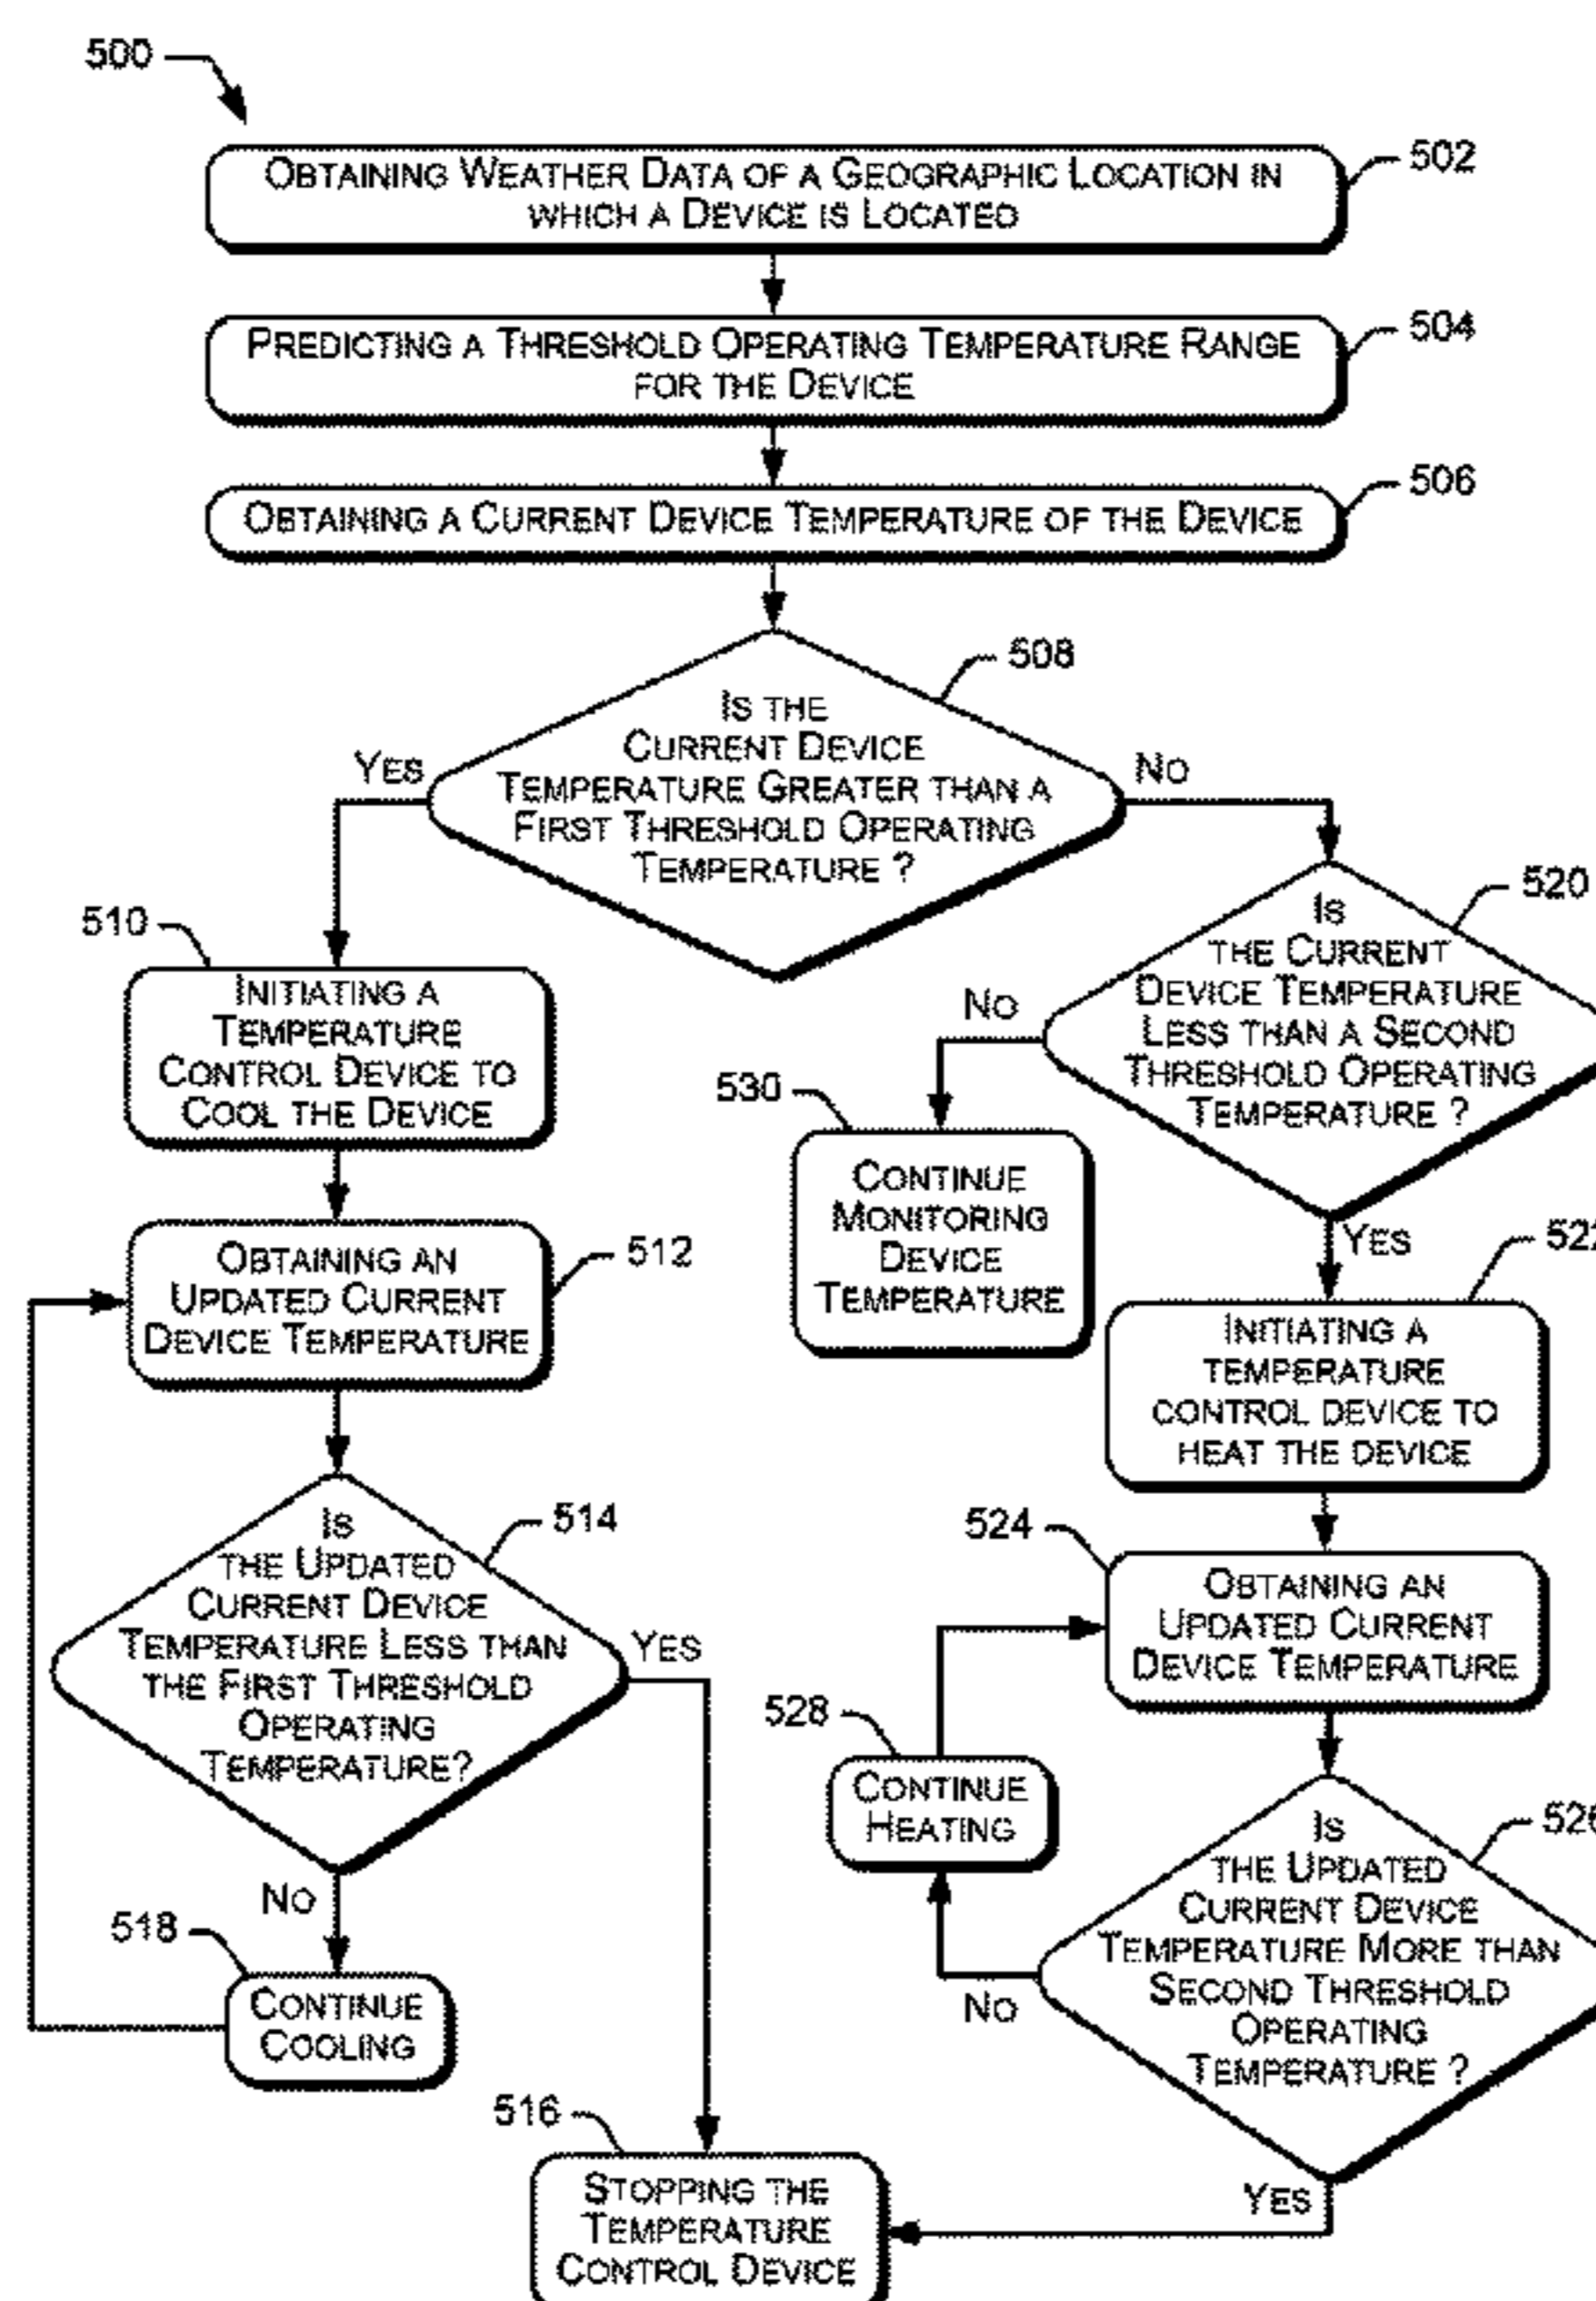 500
OBTAINING WEATHER DATA OF A GEOGRAPHIC LOCATION IN
WHICH A DEVICE IS LOCATED
502
PREDICTING A THRESHOLD OPERATING TEMPERATURE RANGE
FOR THE DEVICE
504
OBTAINING A CURRENT DEVICE TEMPERATURE OF THE DEVICE
506
IS THE
CURRENT DEVICE
TEMPERATURE GREATER THAN A
FIRST THRESHOLD OPERATING
TEMPERATURE ?
508
YES
NO
510
INITIATING A
TEMPERATURE
CONTROL DEVICE TO
COOL THE DEVICE
OBTAINING AN
UPDATED CURRENT
DEVICE TEMPERATURE
512
IS
THE UPDATED
CURRENT DEVICE
TEMPERATURE LESS THAN
THE FIRST THRESHOLD
OPERATING
TEMPERATURE?
514
YES
NO
518
CONTINUE
COOLING
516
STOPPING THE
TEMPERATURE
CONTROL DEVICE
IS
THE CURRENT
DEVICE TEMPERATURE
LESS THAN A SECOND
THRESHOLD OPERATING
TEMPERATURE ?
520
NO
530
CONTINUE
MONITORING
DEVICE
TEMPERATURE
YES
INITIATING A
TEMPERATURE
CONTROL DEVICE TO
HEAT THE DEVICE
524
OBTAINING AN
UPDATED CURRENT
DEVICE TEMPERATURE
528
CONTINUE
HEATING
IS
THE UPDATED
CURRENT DEVICE
TEMPERATURE MORE THAN
SECOND THRESHOLD
OPERATING
TEMPERATURE ?
NO
YES